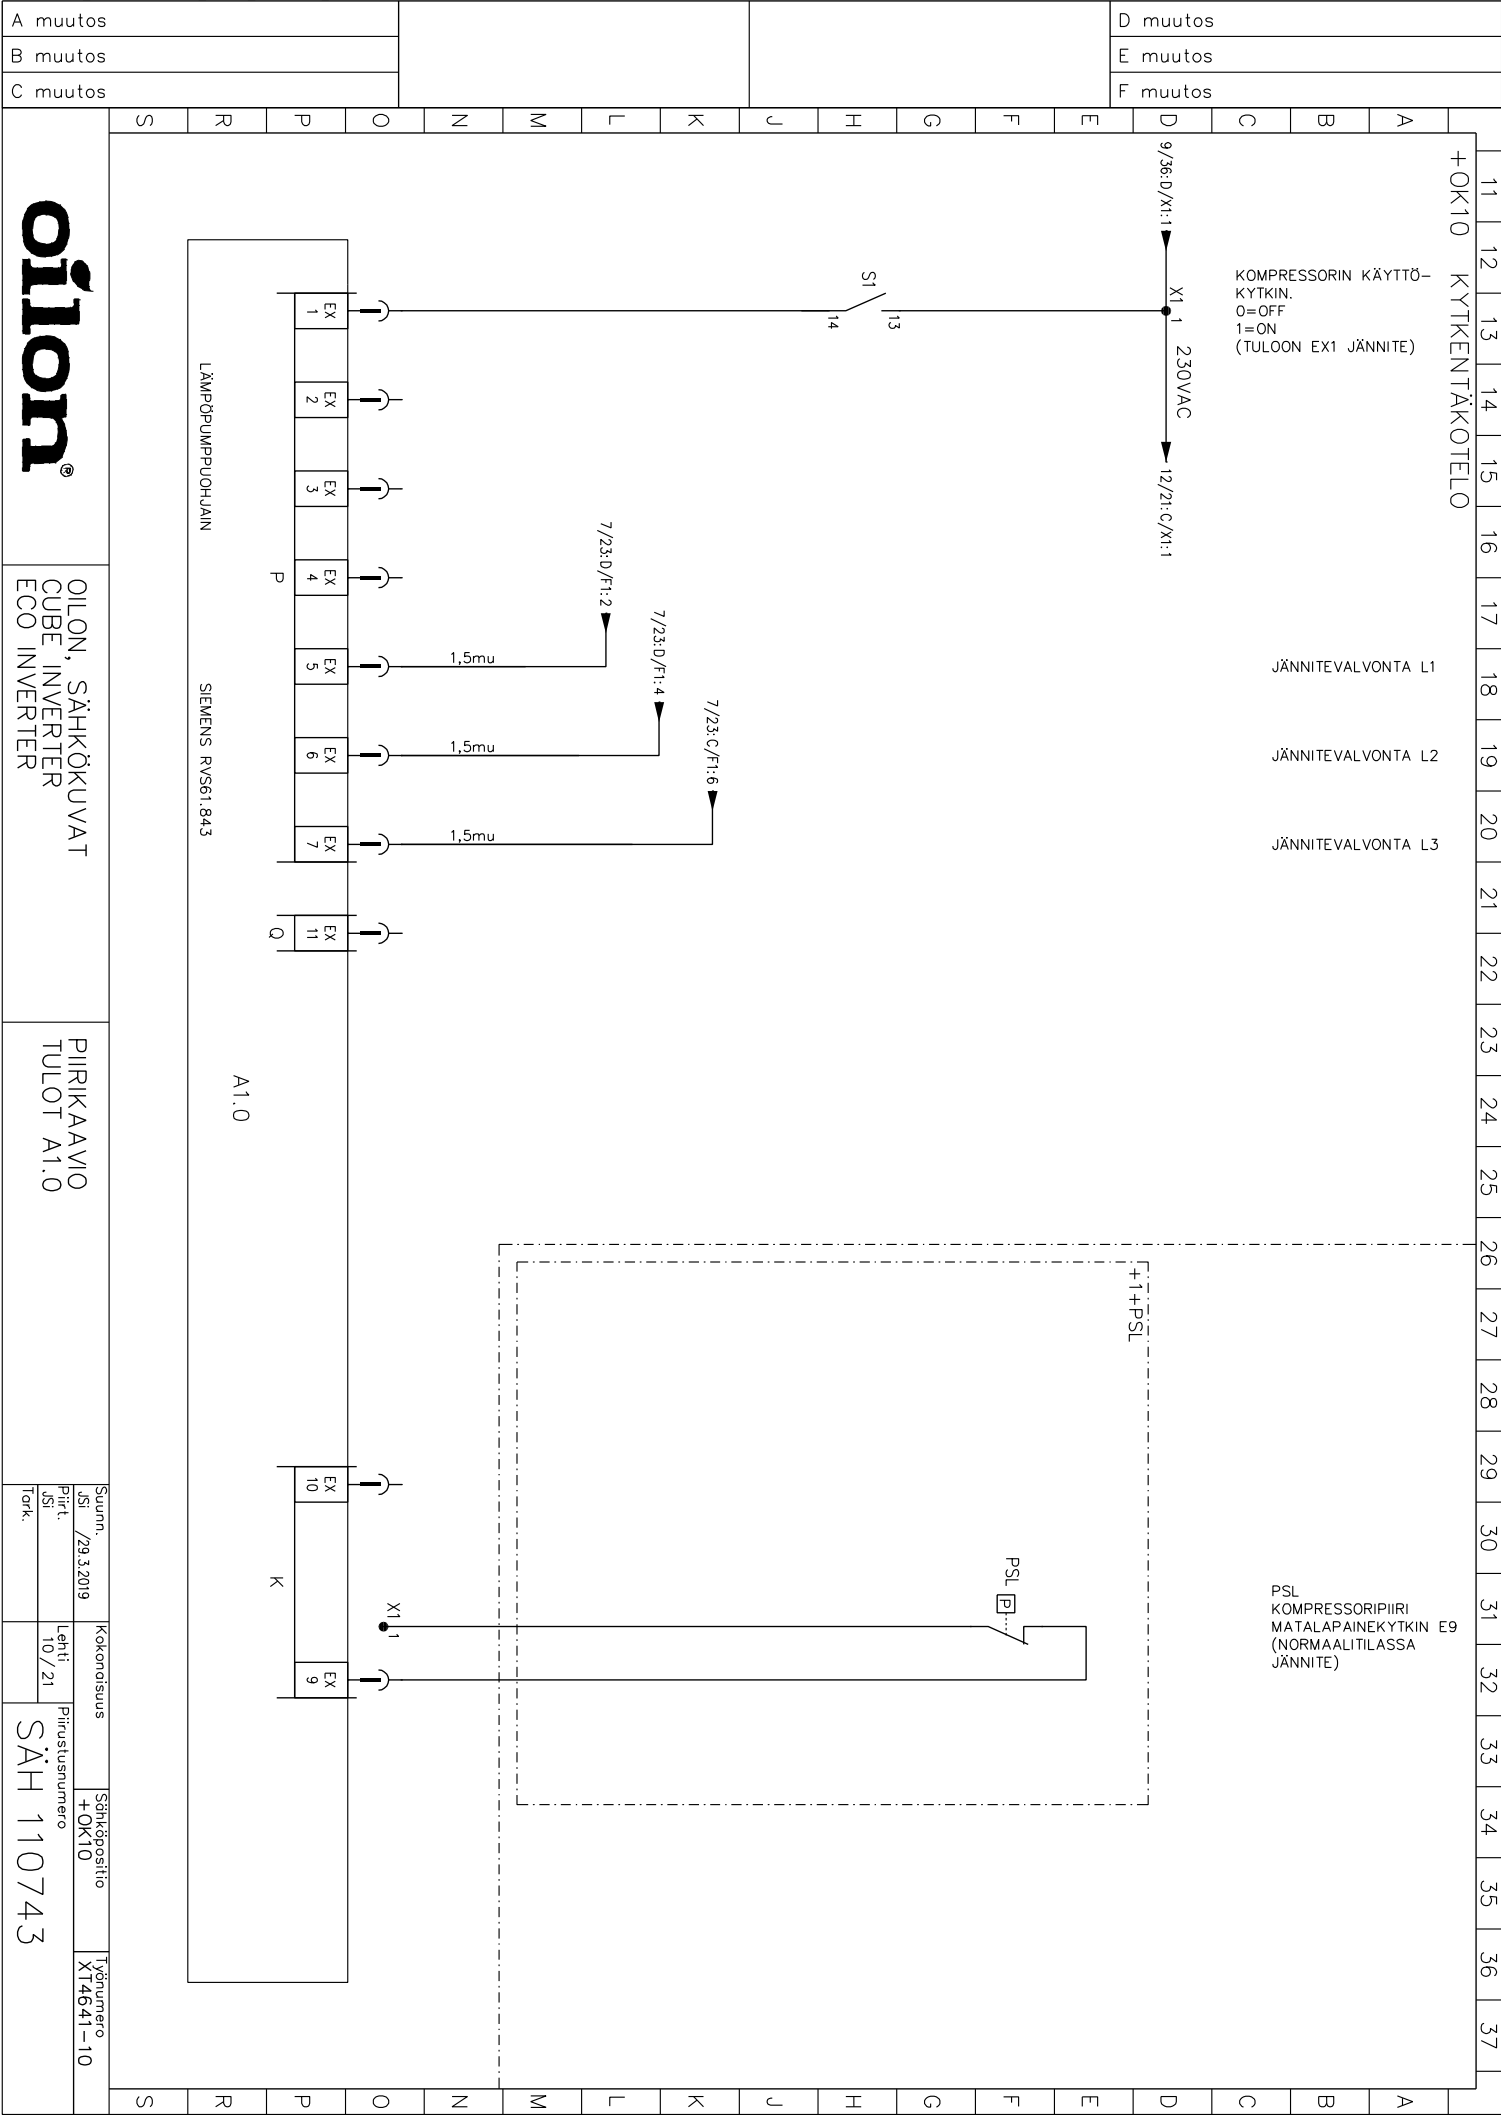 A muutos
B muutos
C muutos
D muutos
E muutos
F muutos
11 12 13 14 15 16 17 18 19 20 21 22 23 24 25 26 27 28 29 30 31 32 33 34 35 36 37
A B C D E F G H J K L M N O P R S
+OK10 KYTKENTÄKOTELO
KOMPRESSORIN KÄYTTÖ-
KYTKIN.
0=OFF
1=ON
(TULOON EX1 JÄNNITE)
JÄNNITEVALVONTA L1
JÄNNITEVALVONTA L2
JÄNNITEVALVONTA L3
PSL
KOMPRESSORIPIIRI
MATALAPAINEKYTKIN E9
(NORMAALITILASSA
JÄNNITE)
9/36:D/X1:1
X1
1
230VAC
12/21:C/X1:1
+1+PSL
PSL
P
S1
13
14
7/23:C/F1:6
7/23:D/F1:4
7/23:D/F1:2
1,5mu
1,5mu
1,5mu
X1
1
EX
1
EX
2
EX
3
EX
4
EX
5
EX
6
EX
7
EX
11
EX
10
EX
9
P
Q
K
A1.0
LÄMPÖPUMPPUOHJAIN
SIEMENS RVS61.843
A B C D E F G H J K L M N O P R S
oilon®
OILON, SÄHKÖKUVAT
CUBE INVERTER
ECO INVERTER
PIIRIKAAVIO
TULOT A1.0
Suunn.
JSi /29.3.2019
Piirt.
JSi
Tark.
Kokonaisuus
Lehti
10/21
Sähköpositio
+OK10
Työnumero
XT4641-10
Piirustusnumero
SÄH 110743